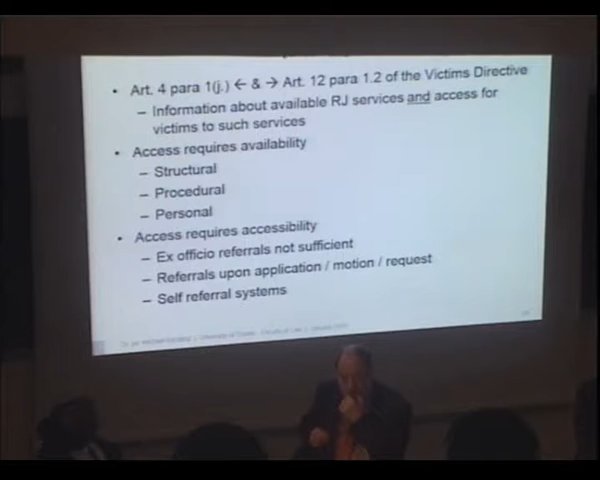 • Art. 4 para 1(j.) ← & → Art. 12 para 1.2 of the Victims Directive
– Information about available RJ services and access for
victims to such services
• Access requires availability
– Structural
– Procedural
– Personal
• Access requires accessibility
– Ex officio referrals not sufficient
– Referrals upon application / motion / request
– Self referral systems